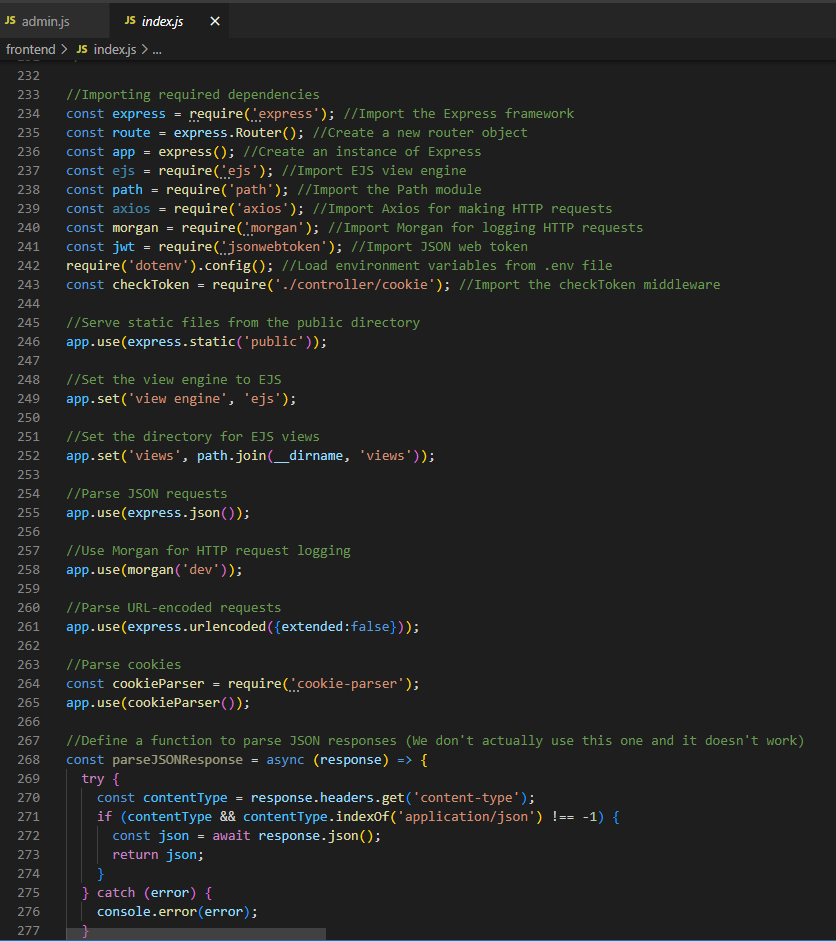 JS admin.js
JS index.js ×
frontend > JS index.js > ...
232
233 //Importing required dependencies
234 const express = require('express'); //Import the Express framework
235 const route = express.Router(); //Create a new router object
236 const app = express(); //Create an instance of Express
237 const ejs = require('ejs'); //Import EJS view engine
238 const path = require('path'); //Import the Path module
239 const axios = require('axios'); //Import Axios for making HTTP requests
240 const morgan = require('morgan'); //Import Morgan for logging HTTP requests
241 const jwt = require('jsonwebtoken'); //Import JSON web token
242 require('dotenv').config(); //Load environment variables from .env file
243 const checkToken = require('./controller/cookie'); //Import the checkToken middleware
244
245 //Serve static files from the public directory
246 app.use(express.static('public'));
247
248 //Set the view engine to EJS
249 app.set('view engine', 'ejs');
250
251 //Set the directory for EJS views
252 app.set('views', path.join(__dirname, 'views'));
253
254 //Parse JSON requests
255 app.use(express.json());
256
257 //Use Morgan for HTTP request logging
258 app.use(morgan('dev'));
259
260 //Parse URL-encoded requests
261 app.use(express.urlencoded({extended:false}));
262
263 //Parse cookies
264 const cookieParser = require('cookie-parser');
265 app.use(cookieParser());
266
267 //Define a function to parse JSON responses (We don't actually use this one and it doesn't work)
268 const parseJSONResponse = async (response) => {
269 try {
270 const contentType = response.headers.get('content-type');
271 if (contentType && contentType.indexOf('application/json') !== -1) {
272 const json = await response.json();
273 return json;
274 }
275 } catch (error) {
276 console.error(error);
277 }